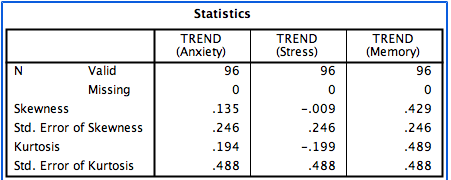 Statistics
TREND (Anxiety) TREND (Stress) TREND (Memory)
N Valid 96 96 96
Missing 0 0 0
Skewness .135 -.009 .429
Std. Error of Skewness .246 .246 .246
Kurtosis .194 -.199 .489
Std. Error of Kurtosis .488 .488 .488